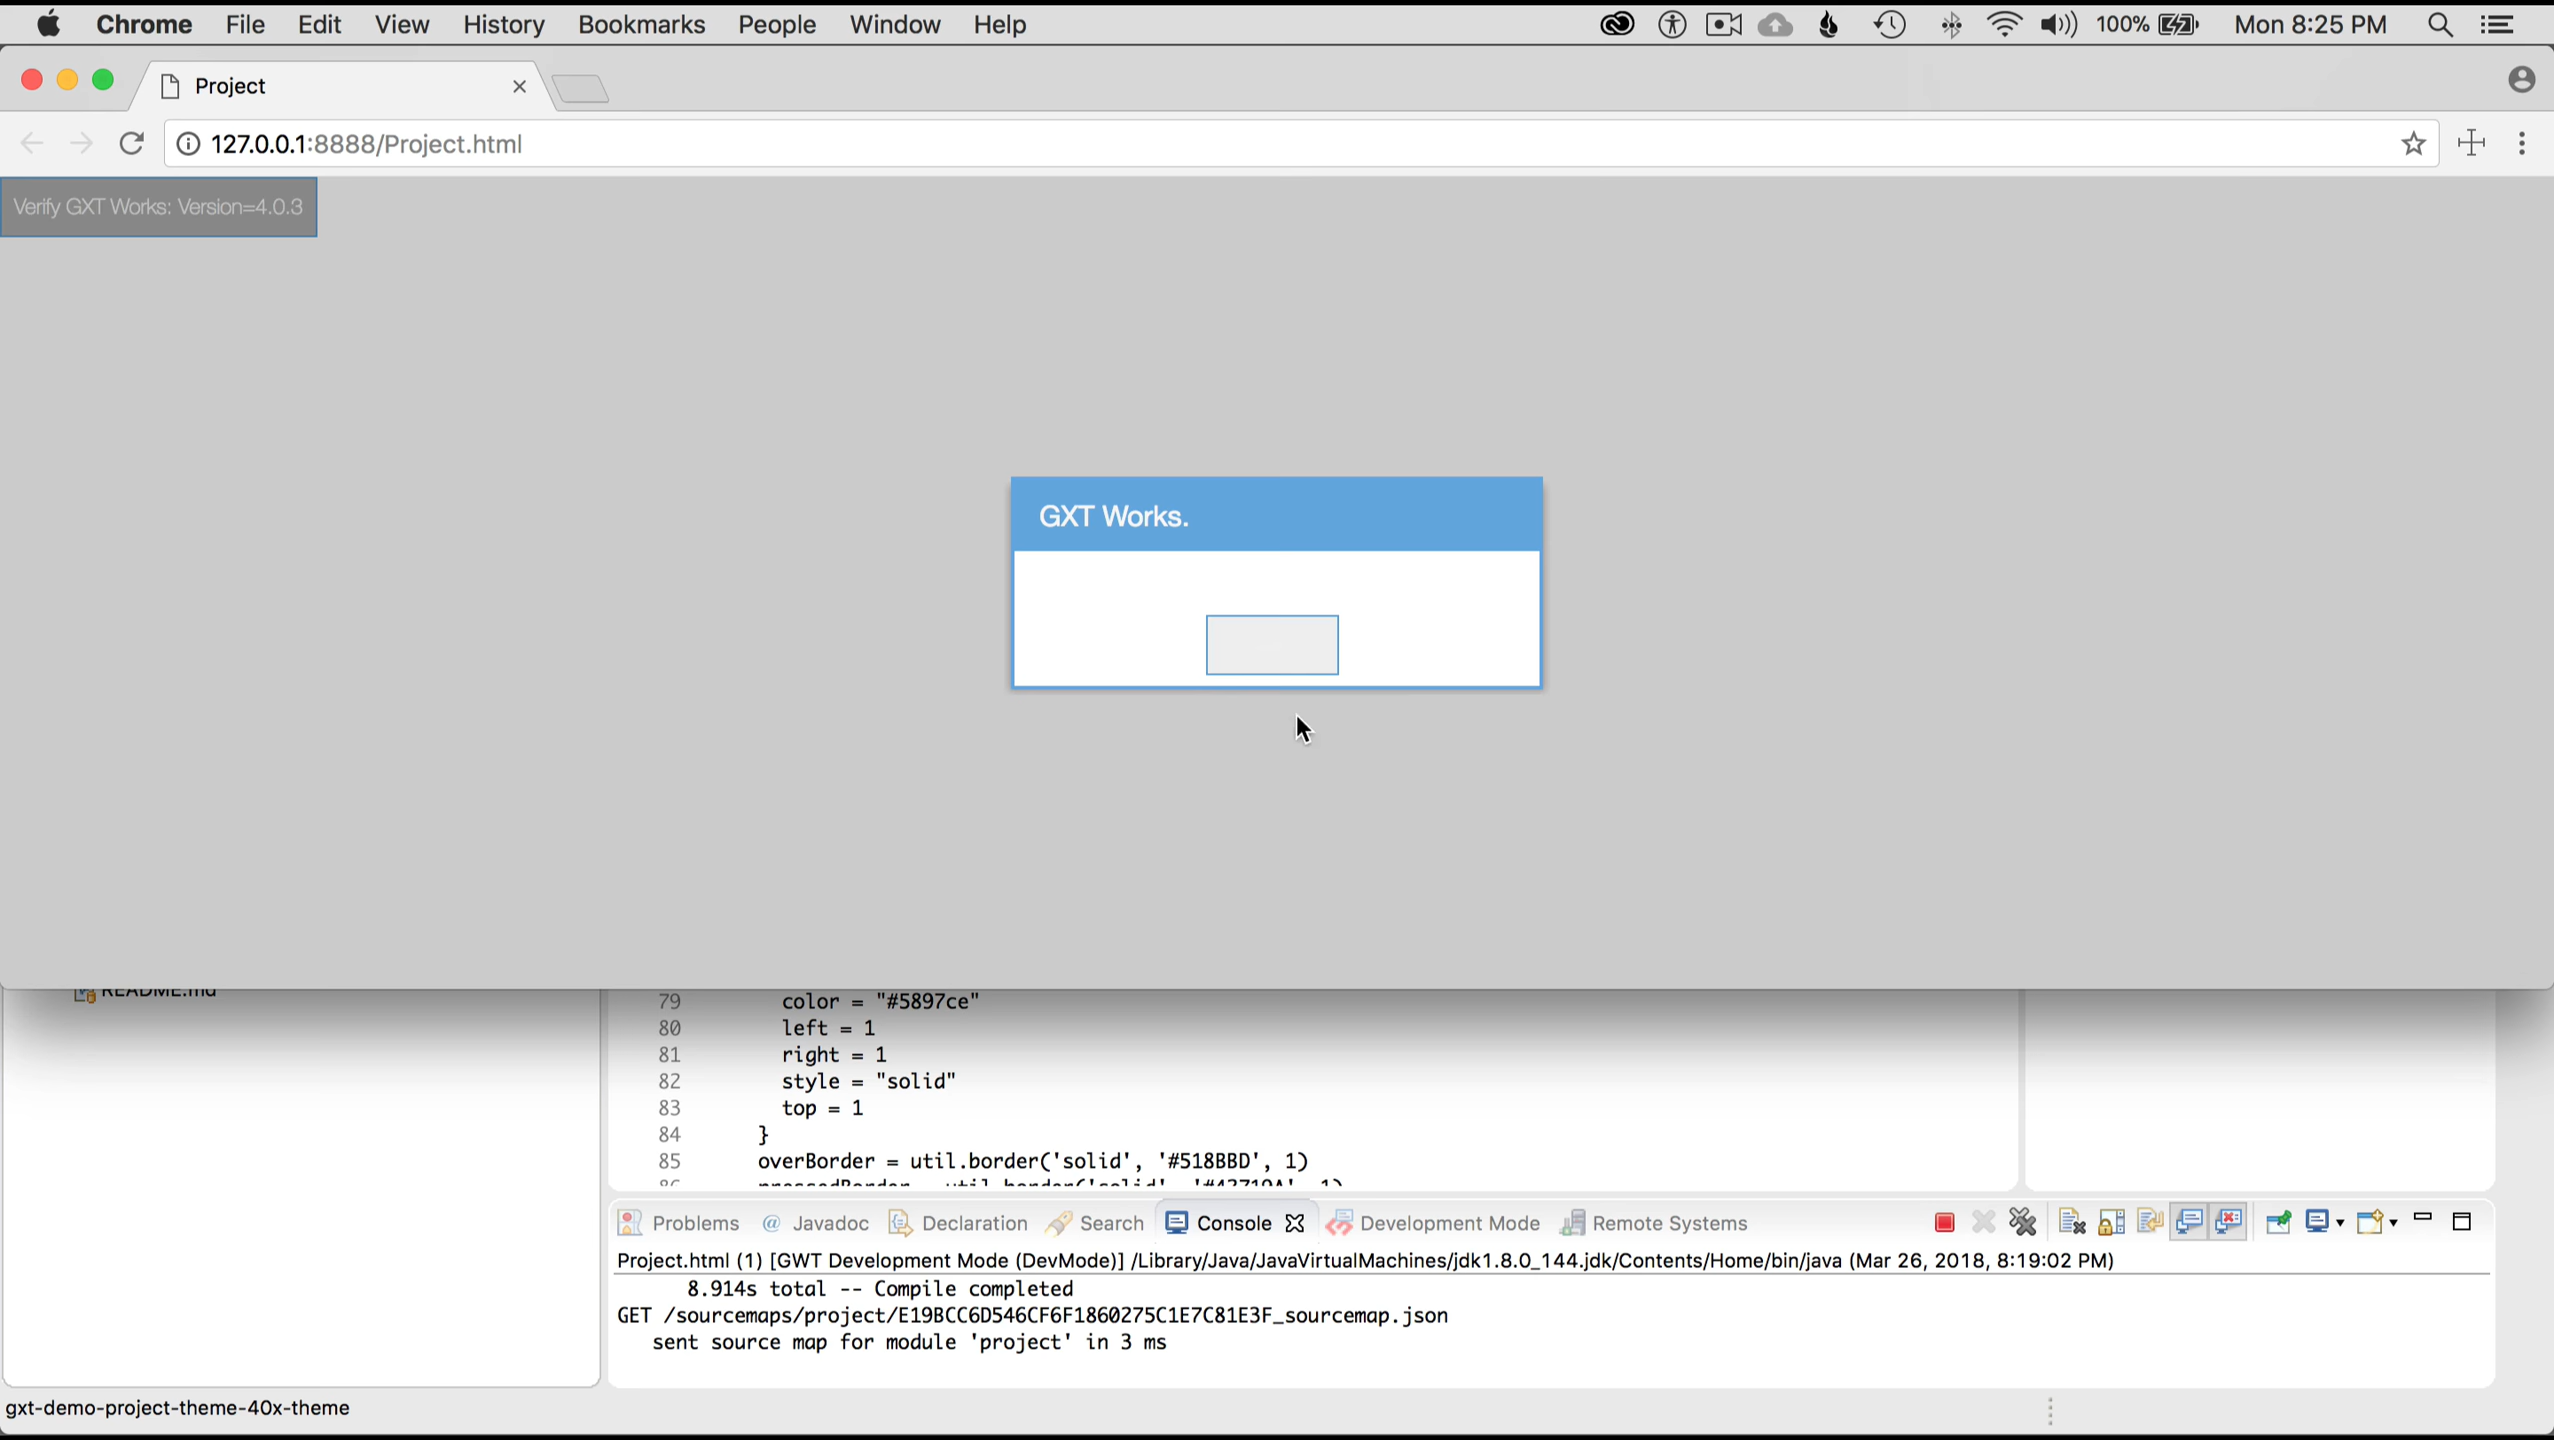 Chrome File Edit View History Bookmarks People Window Help 100% Mon 8:25 PM
Project
127.0.0.1:8888/Project.html
Verify GXT Works: Version=4.0.3
GXT Works.
README.md
79 color = "#5897ce"
80 left = 1
81 right = 1
82 style = "solid"
83 top = 1
84 }
85 overBorder = util.border('solid', '#518BBD', 1)
Problems @ Javadoc Declaration Search Console Development Mode Remote Systems
Project.html (1) [GWT Development Mode (DevMode)] /Library/Java/JavaVirtualMachines/jdk1.8.0_144.jdk/Contents/Home/bin/java (Mar 26, 2018, 8:19:02 PM)
8.914s total -- Compile completed
GET /sourcemaps/project/E19BCC6D546CF6F1860275C1E7C81E3F_sourcemap.json
sent source map for module 'project' in 3 ms
gxt-demo-project-theme-40x-theme